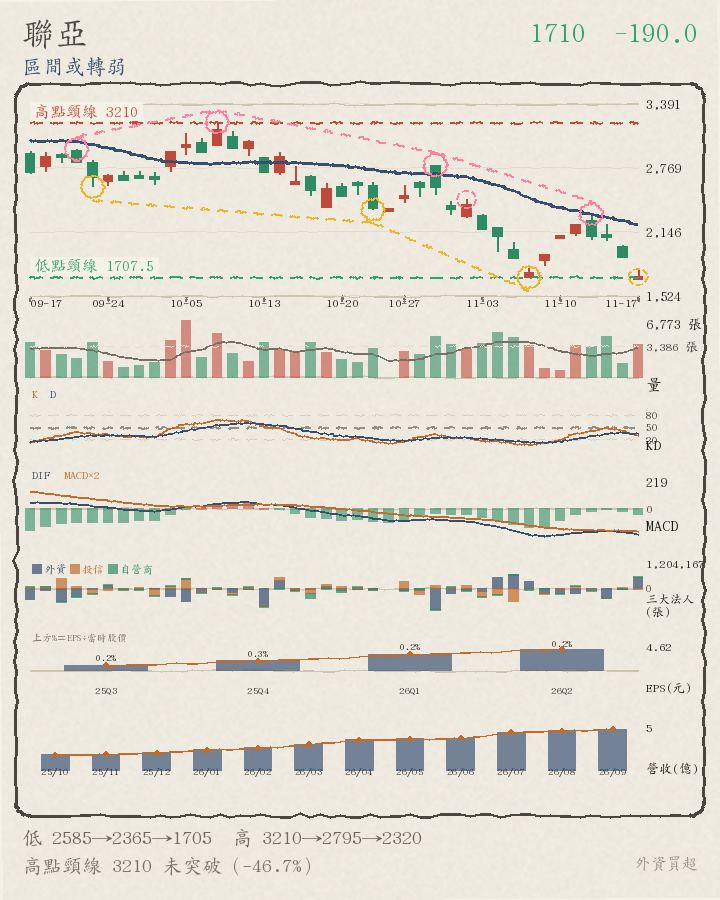 聯亞
1710 -190.0
區間或轉弱
高點頸線 3210
3,391
2,769
2,146
低點頸線 1707.5
1,524
09-17 09-24 10-05 10-13 10-20 10-27 11-03 11-10 11-17
6,773 張
3,386 張
量
K D
80
50
20
KD
DIF MACD×2
219
0
MACD
外資 投信 自營商
1,204,167
0
三大法人
(張)
上方%=EPS÷當時股價
0.2% 0.3% 0.2% 0.2%
4.62
25Q3 25Q4 26Q1 26Q2
EPS(元)
5
25/10 25/11 25/12 26/01 26/02 26/03 26/04 26/05 26/06 26/07 26/08 26/09
營收(億)
低 2585→2365→1705 高 3210→2795→2320
高點頸線 3210 未突破 (-46.7%)
外資買超